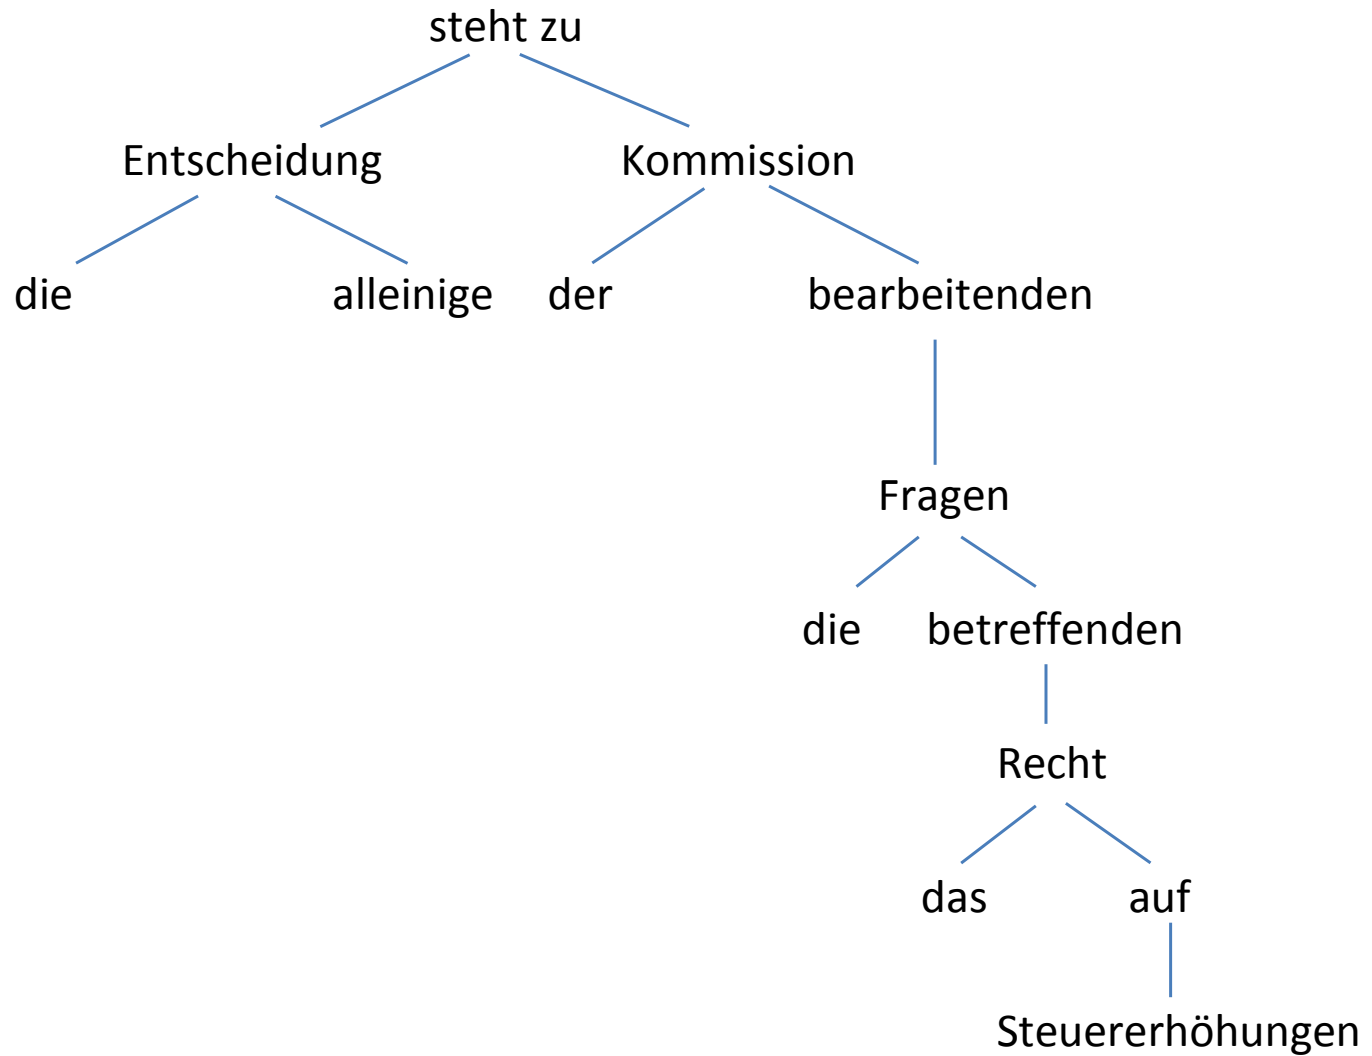 steht zu
Entscheidung Kommission
die alleinige der bearbeitenden
Fragen
die betreffenden
Recht
das auf
Steuererhöhungen